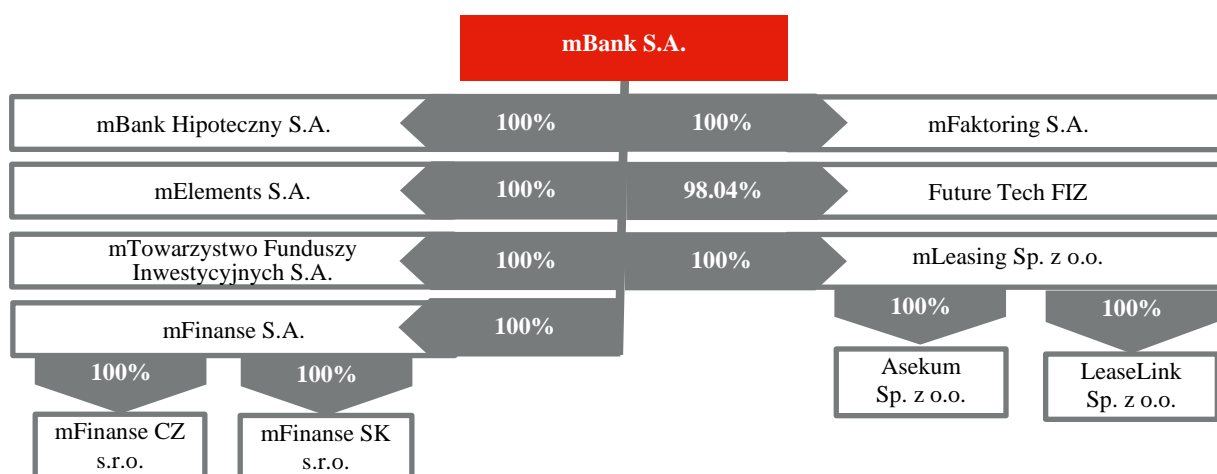 mBank S.A.
mBank Hipoteczny S.A.
100%
100%
mFaktoring S.A.
mElements S.A.
100%
98.04%
Future Tech FIZ
mTowarzystwo Funduszy
Inwestycyjnych S.A.
100%
100%
mLeasing Sp. z o.o.
mFinanse S.A.
100%
100%
100%
Asekum
Sp. z o.o.
LeaseLink
Sp. z o.o.
100%
100%
mFinanse CZ
s.r.o.
mFinanse SK
s.r.o.